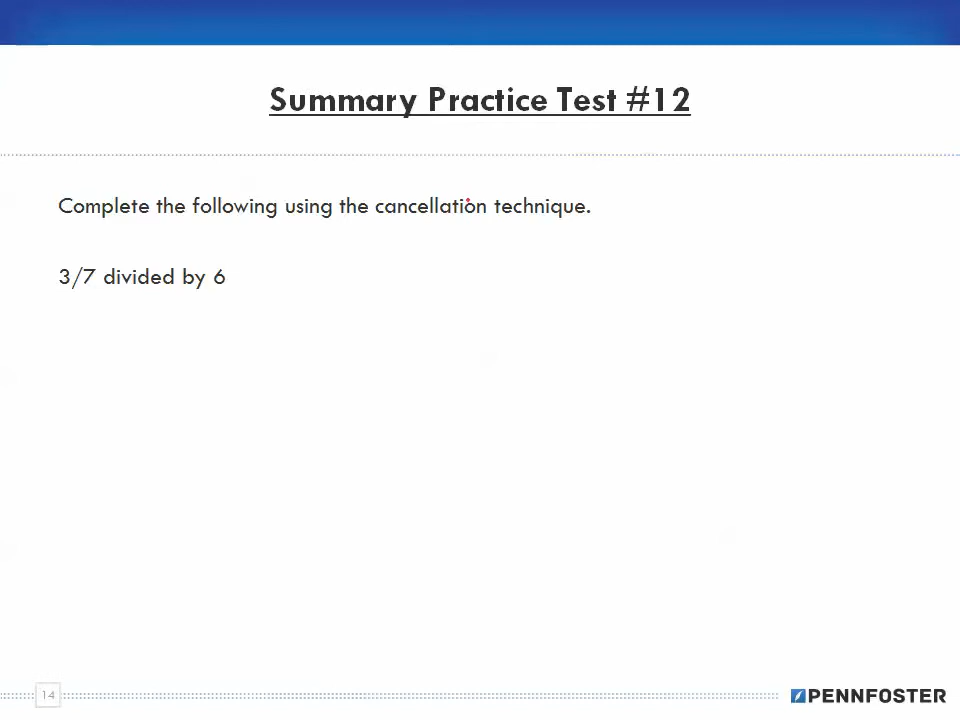 Summary Practice Test #12
Complete the following using the cancellation technique.
3/7 divided by 6
14
PENNFOSTER